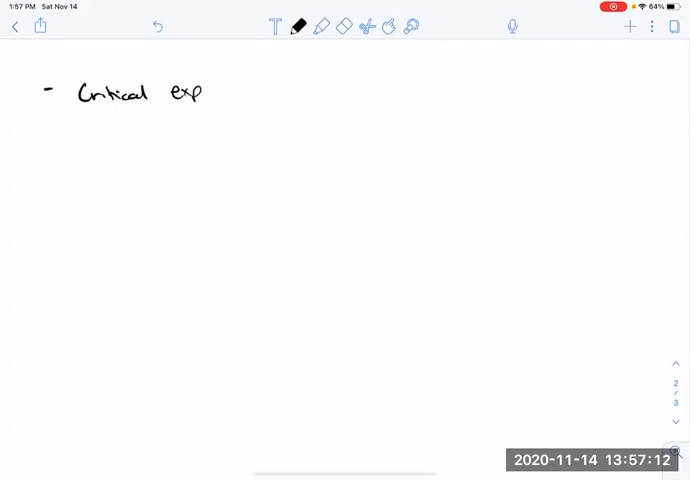 1:57 PM Sat Nov 14
64%
- Critical exp
2
3
2020-11-14 13:57:12